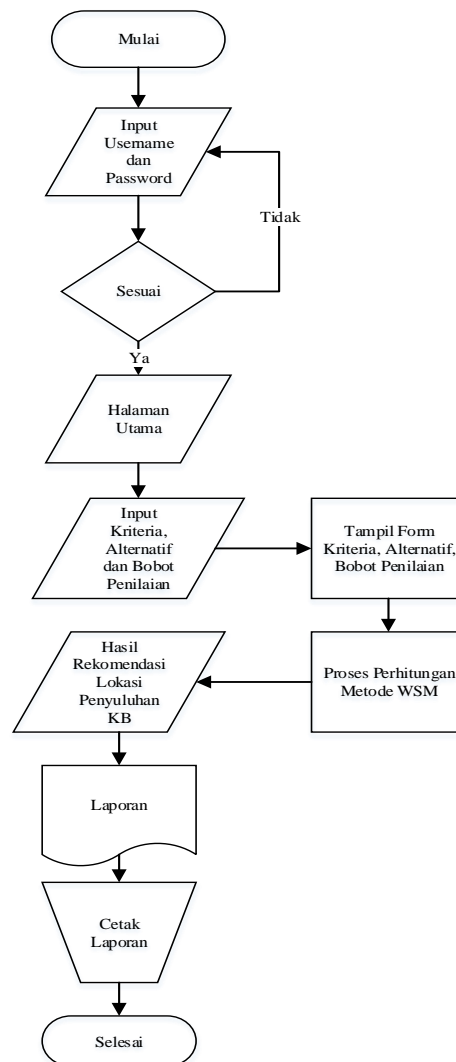 Mulai
Input
Username
dan
Password
Tidak
Sesuai
Ya
Halaman
Utama
Input
Kriteria,
Alternatif
dan Bobot
Penilaian
Tampil Form
Kriteria, Alternatif,
Bobot Penilaian
Proses Perhitungan
Metode WSM
Hasil
Rekomendasi
Lokasi
Penyuluhan
KB
Laporan
Cetak
Laporan
Selesai